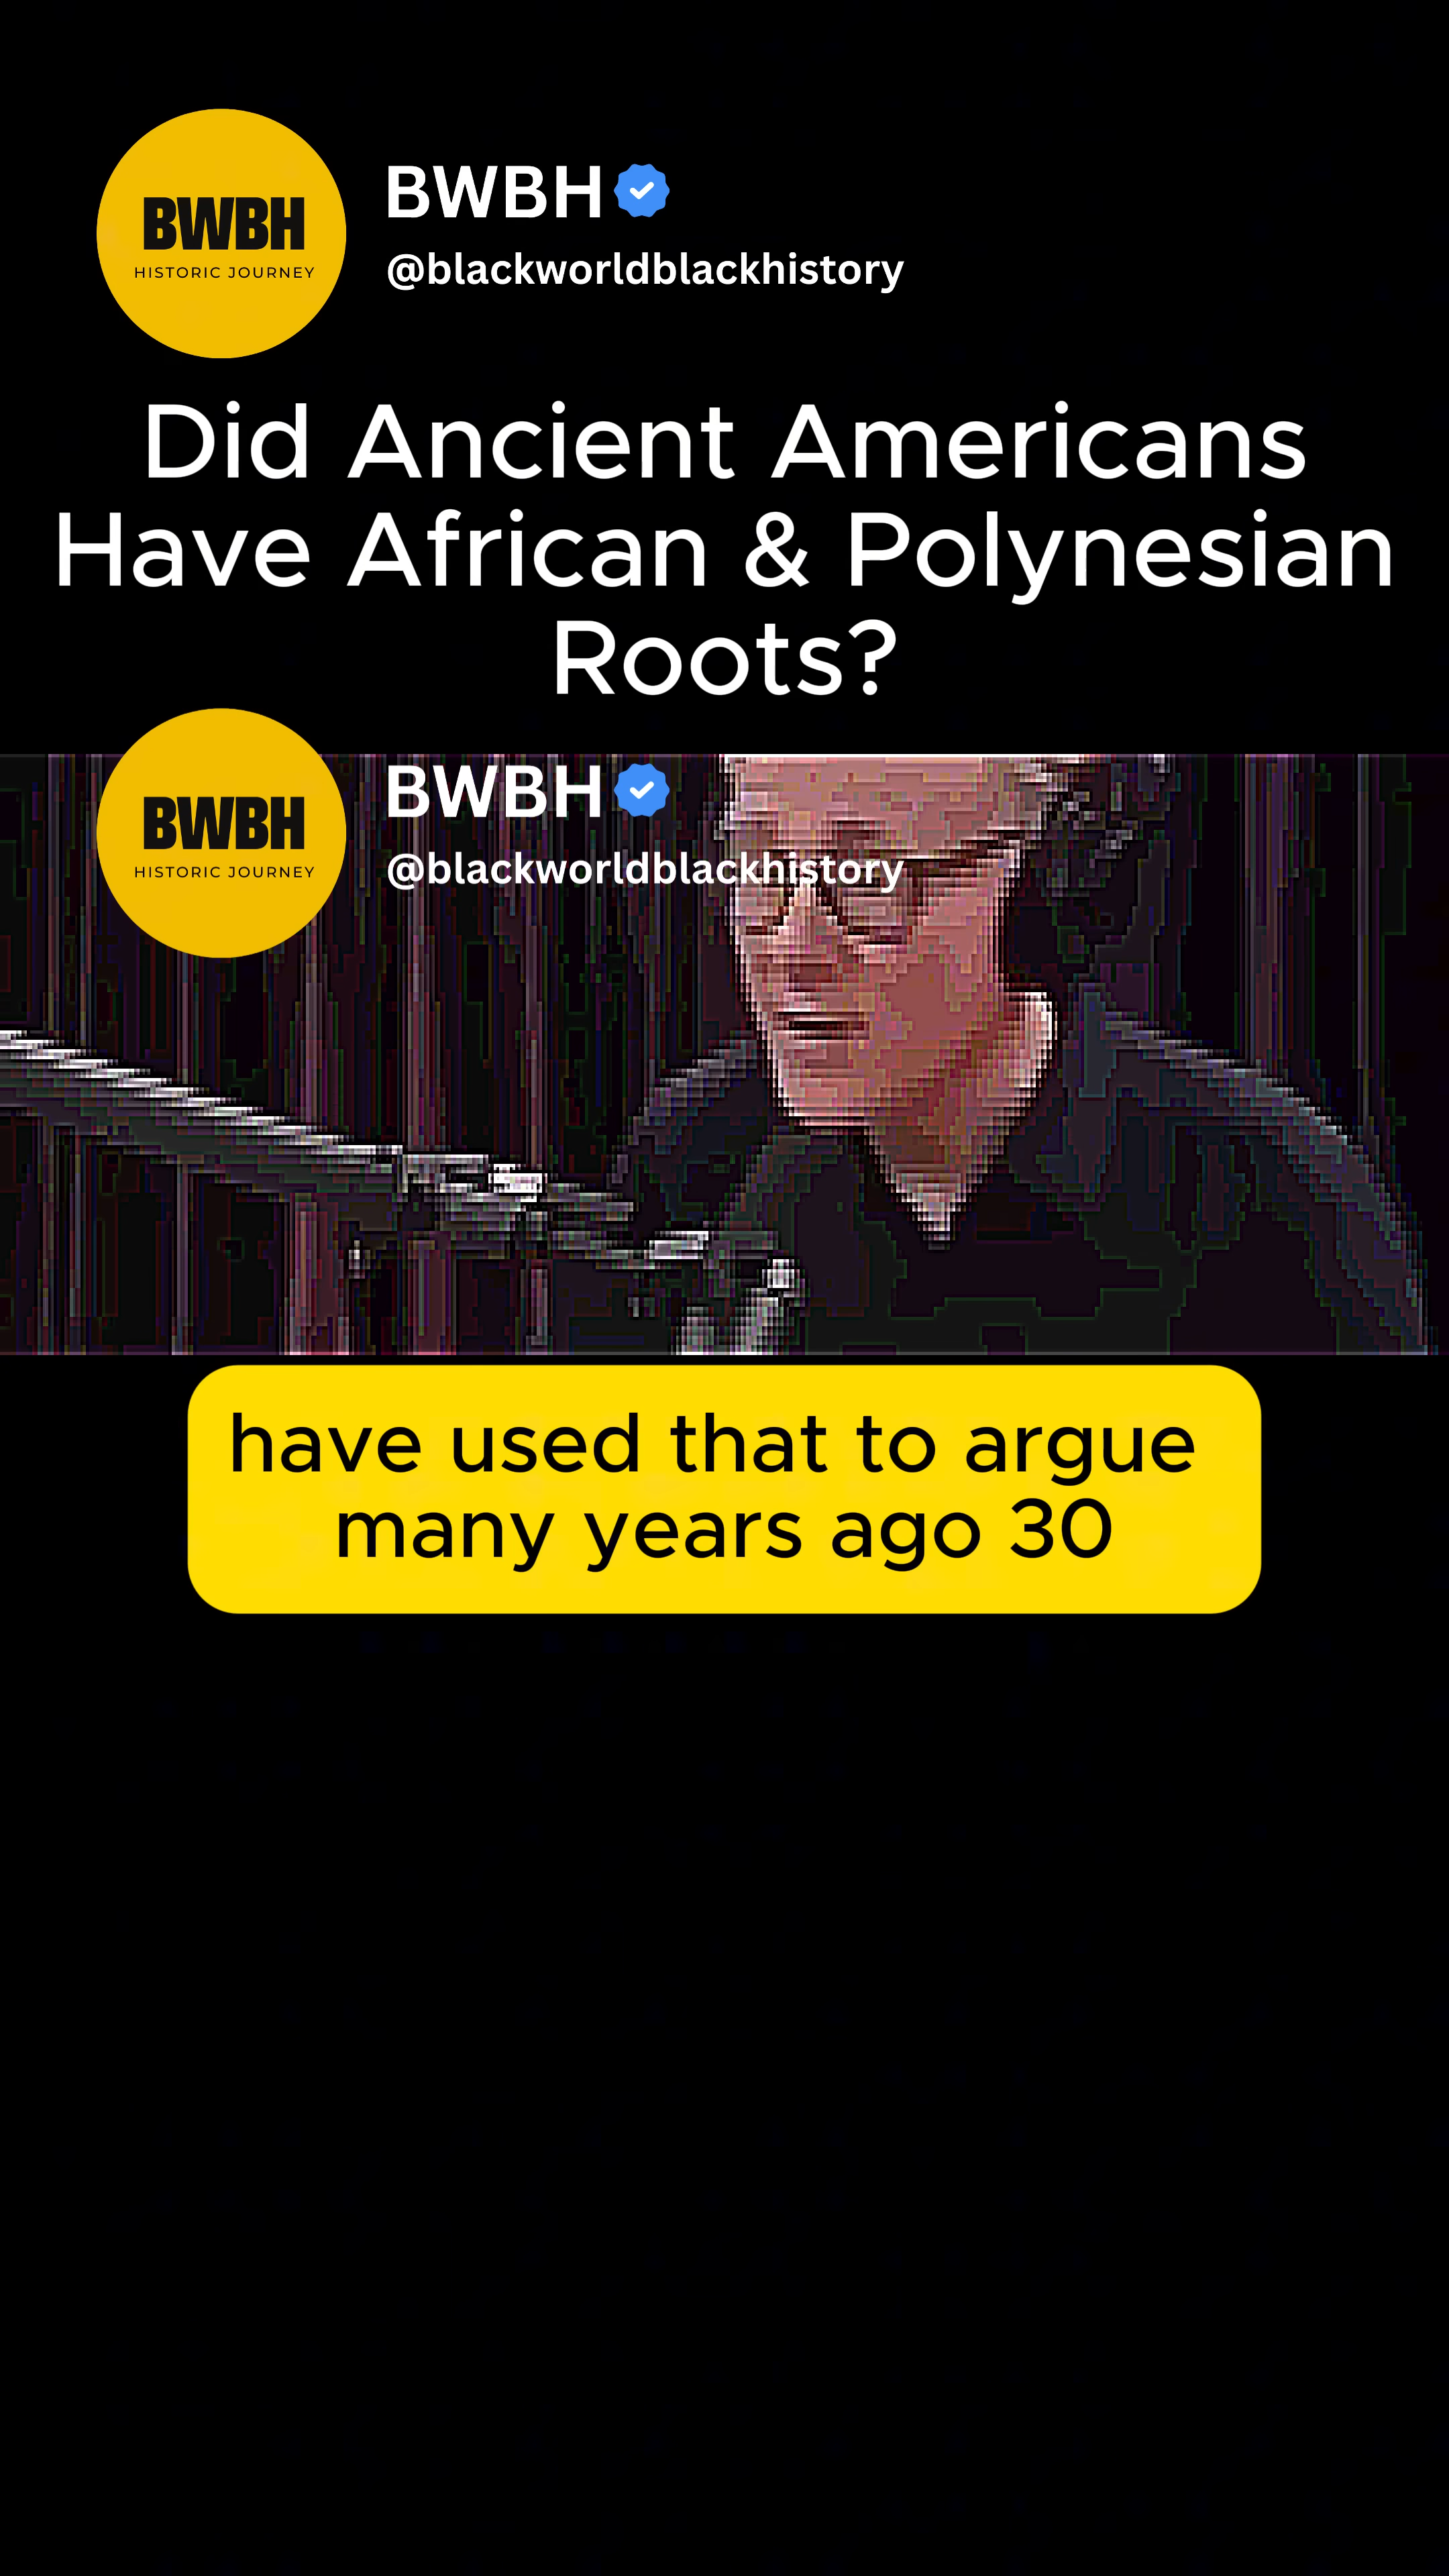 BWBH
HISTORIC JOURNEY
BWBH
@blackworldblackhistory
Did Ancient Americans
Have African & Polynesian
Roots?
BWBH
HISTORIC JOURNEY
BWBH
@blackworldblackhistory
have used that to argue
many years ago 30